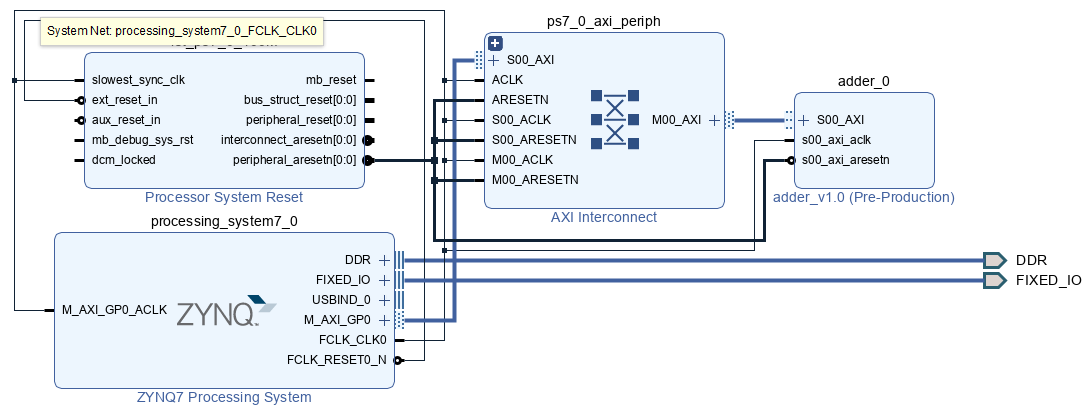 System Net: processing_system7_0_FCLK_CLK0
slowest_sync_clk
ext_reset_in
aux_reset_in
mb_debug_sys_rst
dcm_locked
mb_reset
bus_struct_reset[0:0]
peripheral_reset[0:0]
interconnect_aresetn[0:0]
peripheral_aresetn[0:0]
Processor System Reset
ps7_0_axi_periph
S00_AXI
ACLK
ARESETN
S00_ACLK
S00_ARESETN
M00_ACLK
M00_ARESETN
M00_AXI
AXI Interconnect
adder_0
S00_AXI
s00_axi_aclk
s00_axi_aresetn
adder_v1.0 (Pre-Production)
processing_system7_0
M_AXI_GP0_ACLK
ZYNQ
DDR
FIXED_IO
USBIND_0
M_AXI_GP0
FCLK_CLK0
FCLK_RESET0_N
ZYNQ7 Processing System
DDR
FIXED_IO